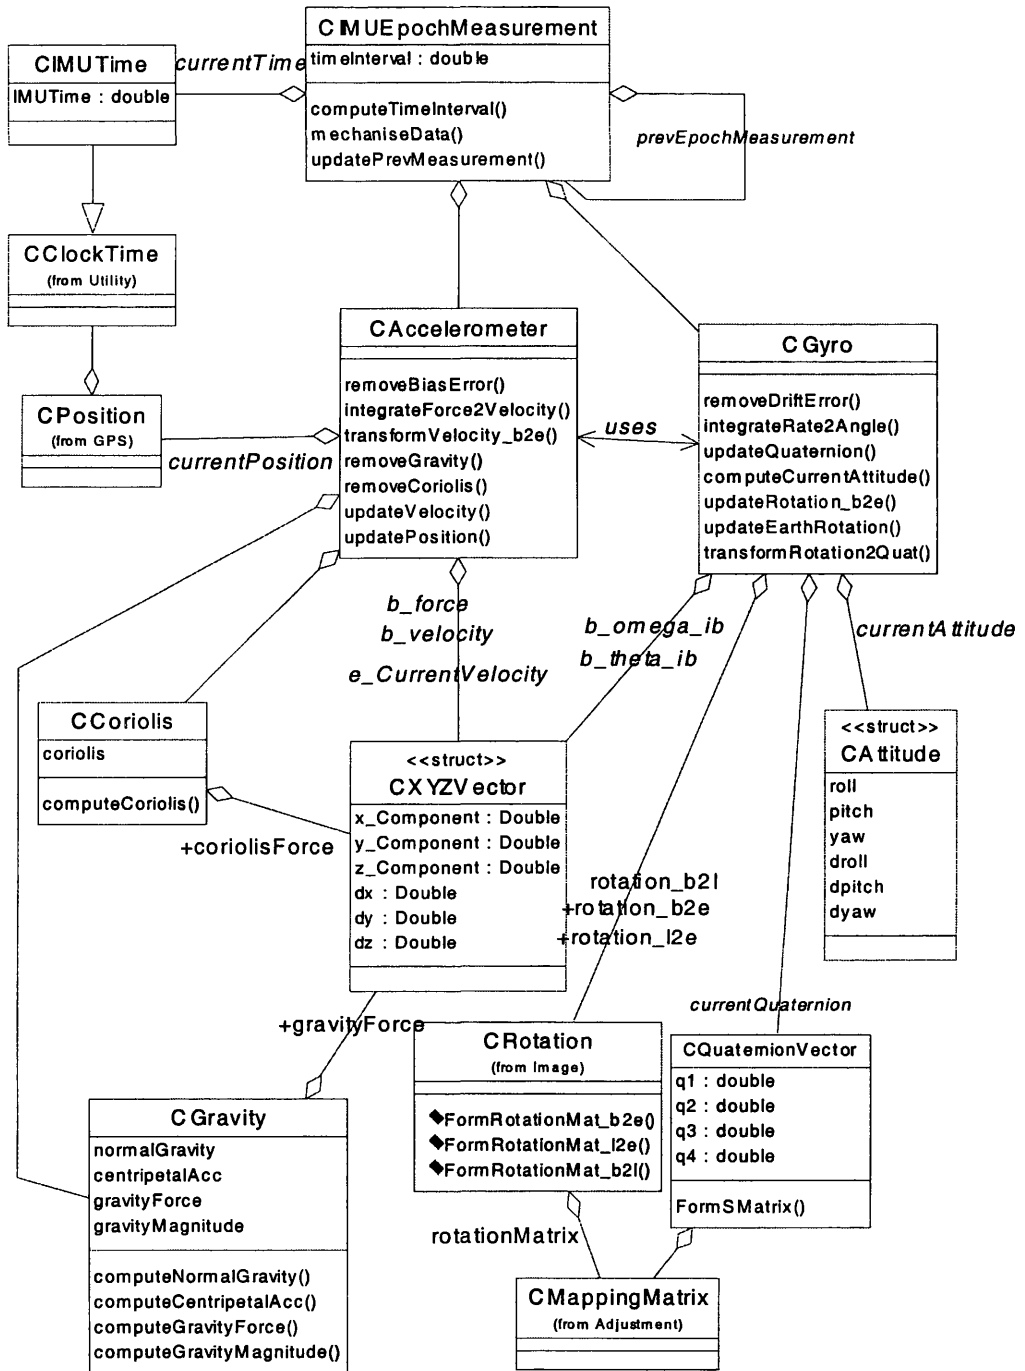 CIMUEpochMeasurement
timeInterval : double
computeTimeInterval()
mechaniseData()
updatePrevMeasurement()
CIMUTime
IMUTime : double
currentTime
prevEpochMeasurement
CClockTime
(from Utility)
CPosition
(from GPS)
currentPosition
CAccelerometer
removeBiasError()
integrateForce2Velocity()
transformVelocity_b2e()
removeGravity()
removeCoriolis()
updateVelocity()
updatePosition()
uses
CGyro
removeDriftError()
integrateRate2Angle()
updateQuaternion()
computeCurrentAttitude()
updateRotation_b2e()
updateEarthRotation()
transformRotation2Quat()
b_force
b_velocity
e_CurrentVelocity
b_omega_ib
b_theta_ib
currentAttitude
CCoriolis
coriolis
computeCoriolis()
+coriolisForce
<<struct>>
CXYZVector
x_Component : Double
y_Component : Double
z_Component : Double
dx : Double
dy : Double
dz : Double
<<struct>>
CAttitude
roll
pitch
yaw
droll
dpitch
dyaw
rotation_b2l
+rotation_b2e
+rotation_l2e
currentQuaternion
+gravityForce
CRotation
(from Image)
FormRotationMat_b2e()
FormRotationMat_l2e()
FormRotationMat_b2l()
CQuaternionVector
q1 : double
q2 : double
q3 : double
q4 : double
FormSMatrix()
CGravity
normalGravity
centripetalAcc
gravityForce
gravityMagnitude
computeNormalGravity()
computeCentripetalAcc()
computeGravityForce()
computeGravityMagnitude()
rotationMatrix
CMappingMatrix
(from Adjustment)